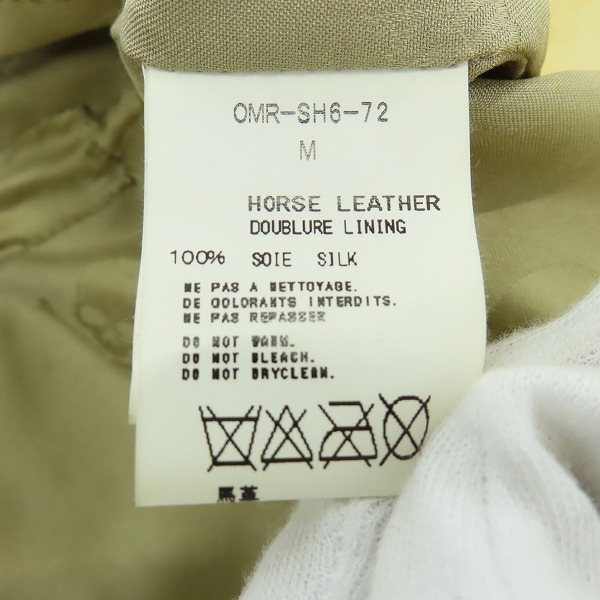 OMR-SH6-72
M
HORSE LEATHER
DOUBLURE LINING
100% SOIE SILK
NE PAS A NETTOYAGE.
DE COLORANTS INTERDITS.
NE PAS REPASSER
DO NOT WASH.
DO NOT BLEACH.
DO NOT DRYCLEAN.
馬革